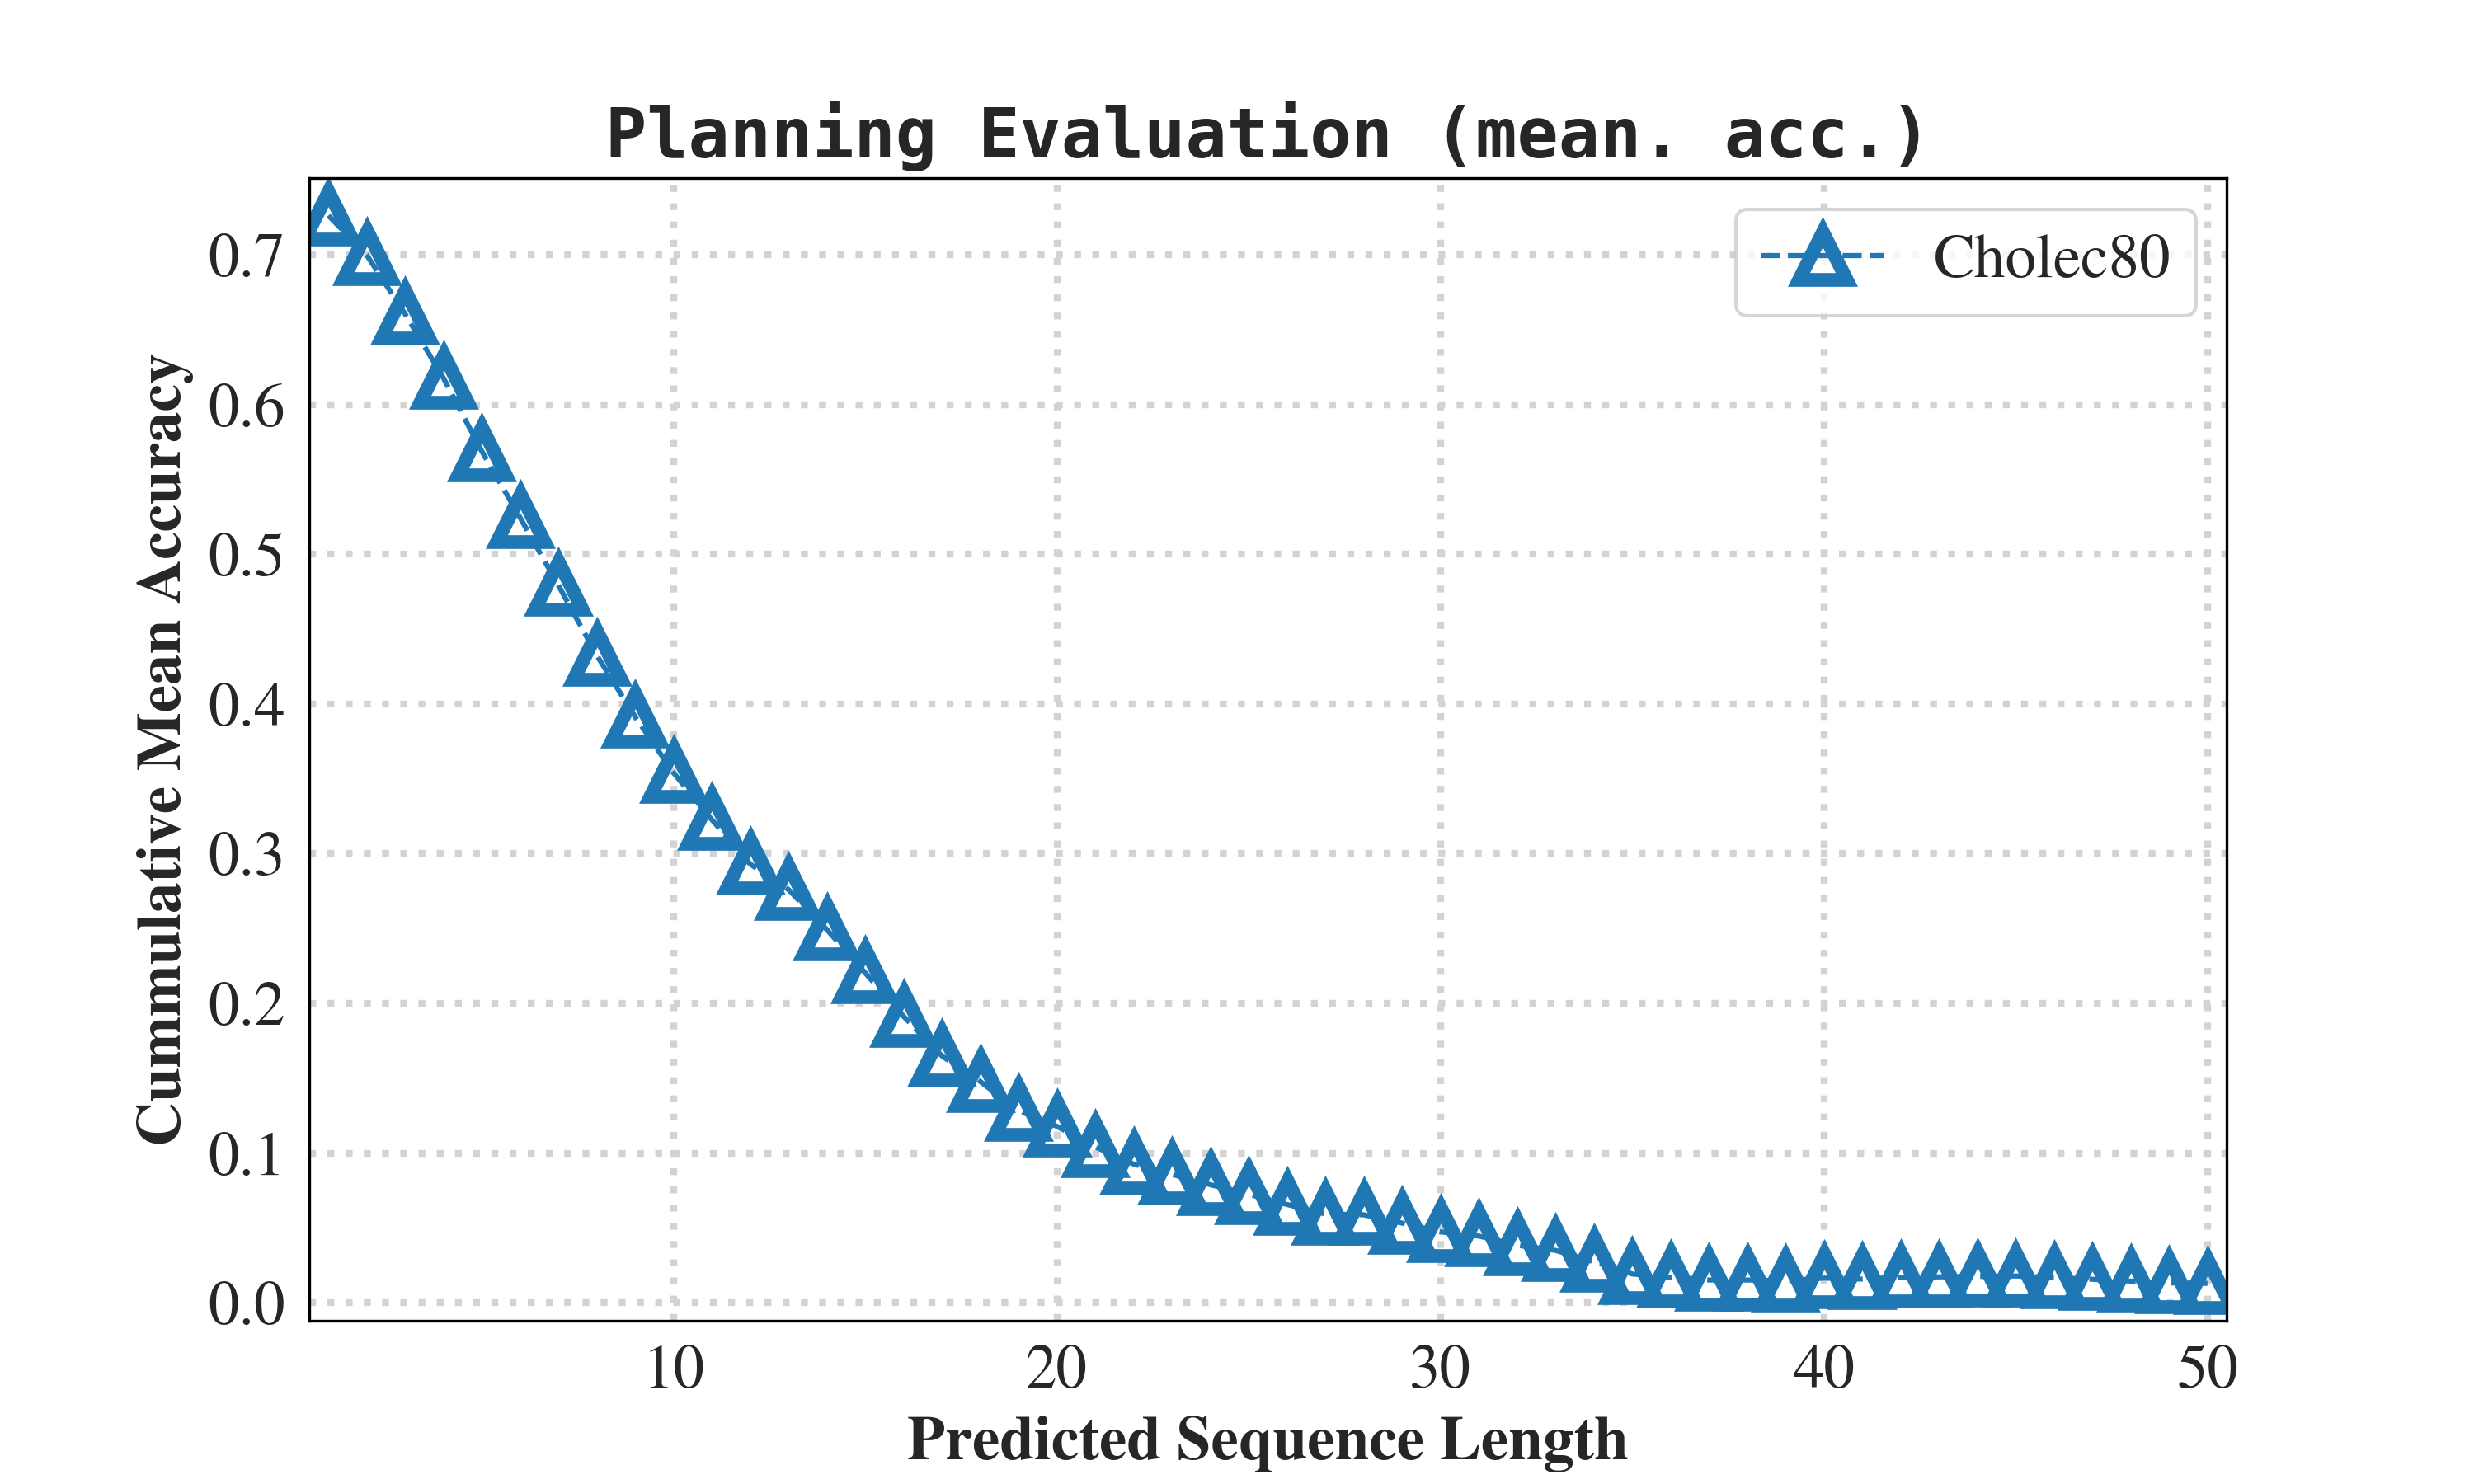 Planning Evaluation (mean. acc.)
Cholec80
Cummulative Mean Accuracy
0.7
0.6
0.5
0.4
0.3
0.2
0.1
0.0
10 20 30 40 50
Predicted Sequence Length